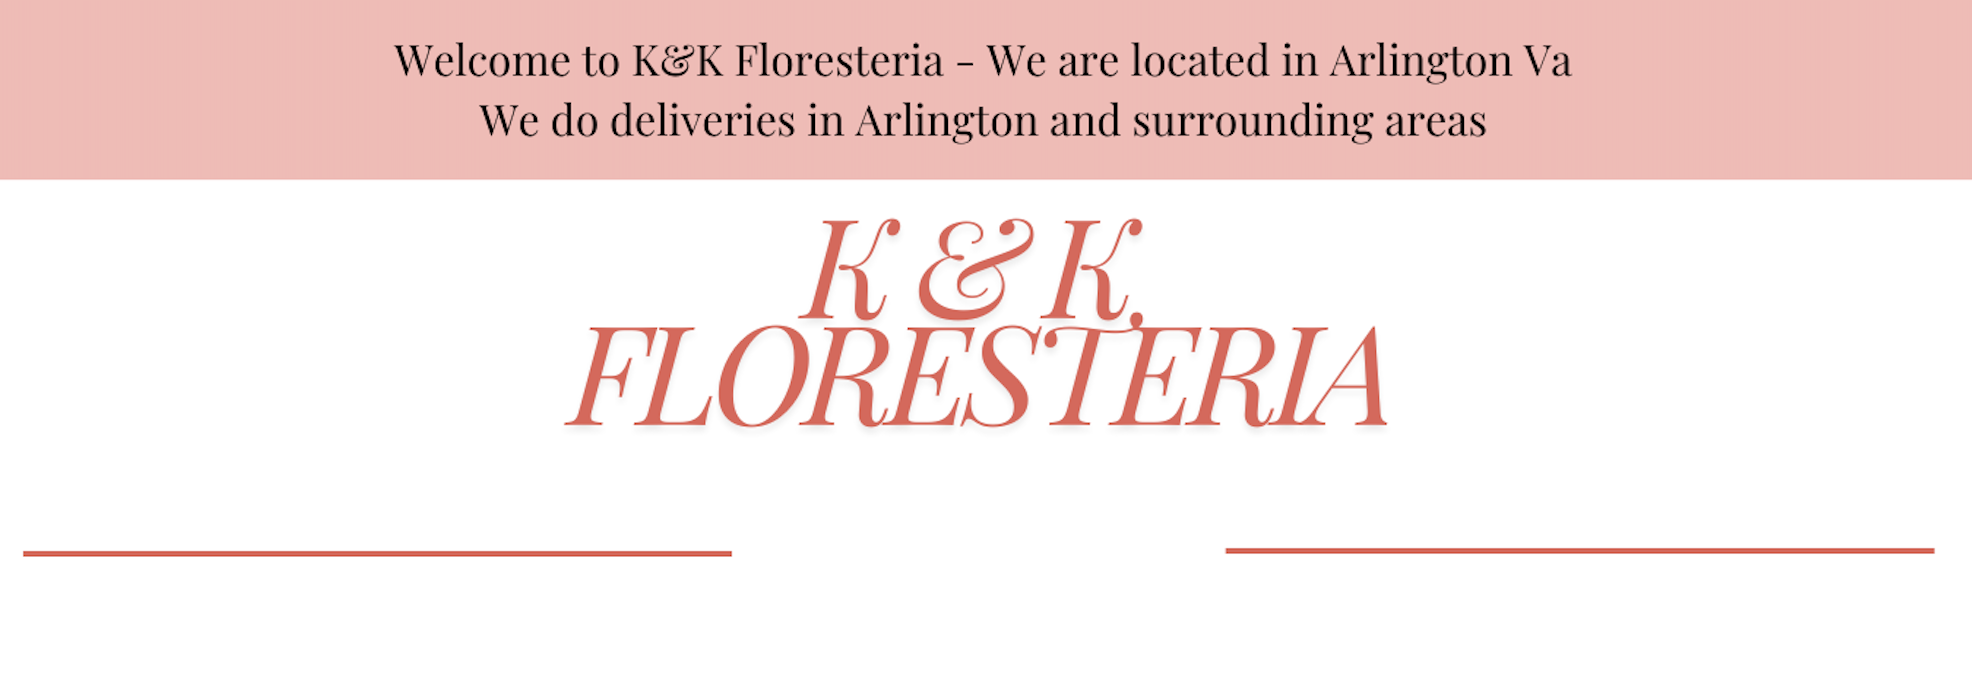 Welcome to K&K Floresteria - We are located in Arlington Va
We do deliveries in Arlington and surrounding areas
K & K
FLORESTERIA